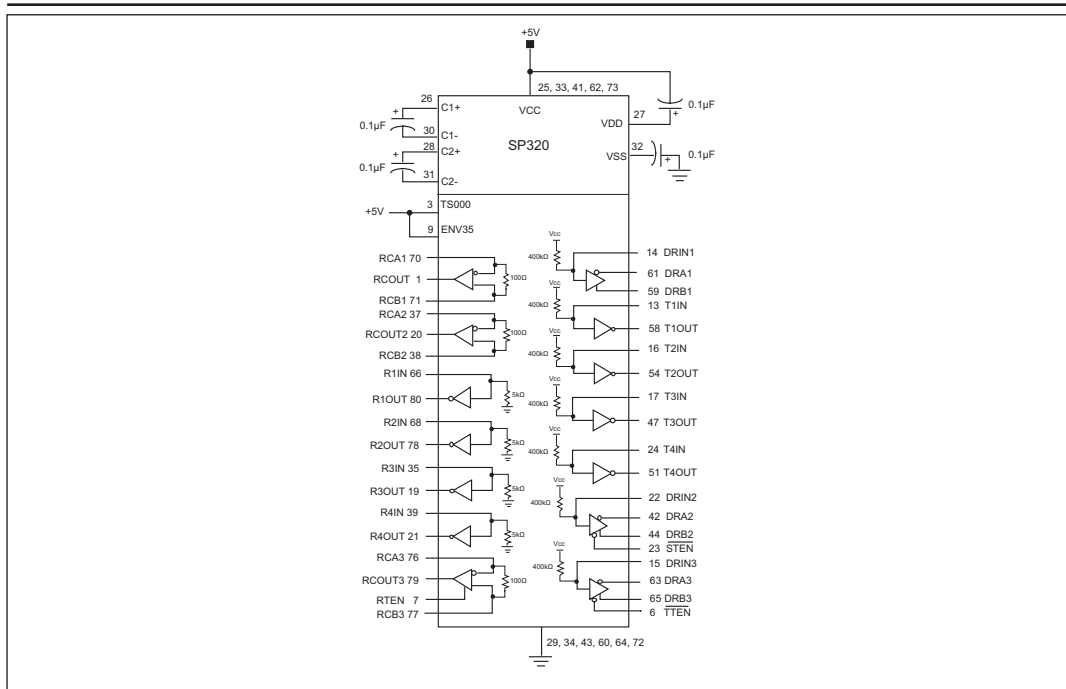 +5V
25, 33, 41, 62, 73
26
C1+
VCC
27
0.1µF
+
0.1µF
+
VDD
30
C1-
28
C2+
SP320
32
0.1µF
+
0.1µF
VSS
+
31
C2-
3
TS000
+5V
9
ENV35
RCA1 70
RCOUT 1
100Ω
RCB1 71
RCA2 37
RCOUT2 20
100Ω
RCB2 38
R1IN 66
R1OUT 80
5kΩ
R2IN 68
R2OUT 78
5kΩ
R3IN 35
R3OUT 19
5kΩ
R4IN 39
R4OUT 21
5kΩ
RCA3 76
RCOUT3 79
100Ω
RTEN 7
RCB3 77
Vcc
400kΩ
14 DRIN1
61 DRA1
59 DRB1
Vcc
400kΩ
13 T1IN
58 T1OUT
Vcc
400kΩ
16 T2IN
54 T2OUT
Vcc
400kΩ
17 T3IN
47 T3OUT
Vcc
400kΩ
24 T4IN
51 T4OUT
Vcc
400kΩ
22 DRIN2
42 DRA2
44 DRB2
23 STEN
Vcc
400kΩ
15 DRIN3
63 DRA3
65 DRB3
6 TTEN
29, 34, 43, 60, 64, 72